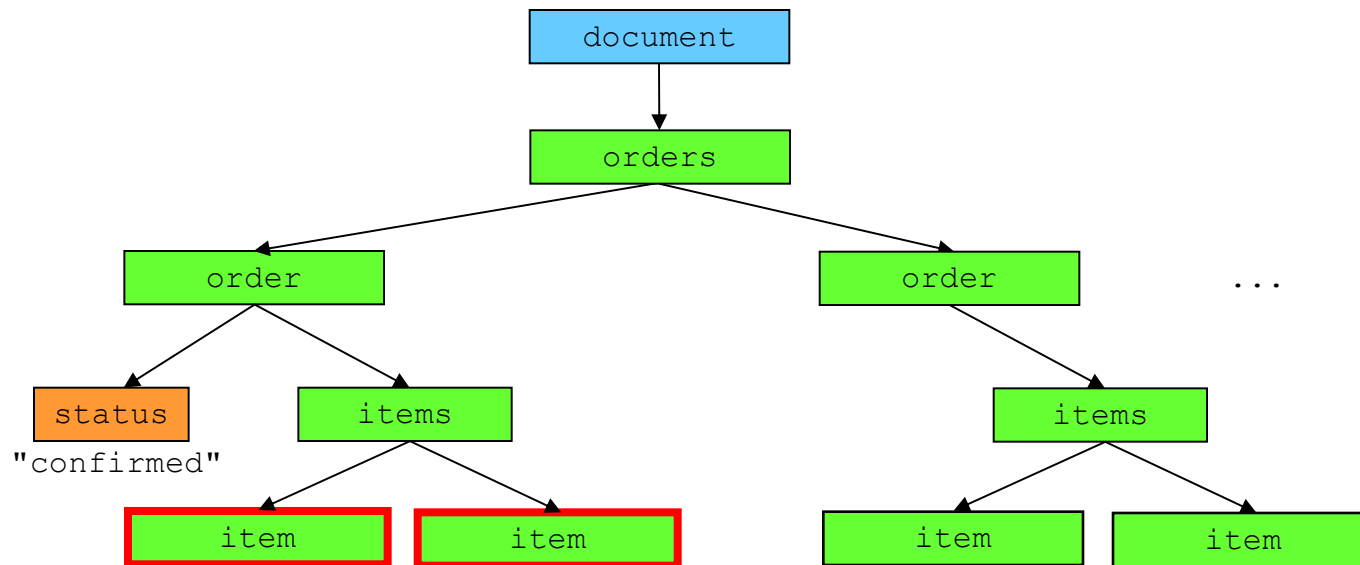 document
orders
order
order
...
status
items
items
"confirmed"
item
item
item
item